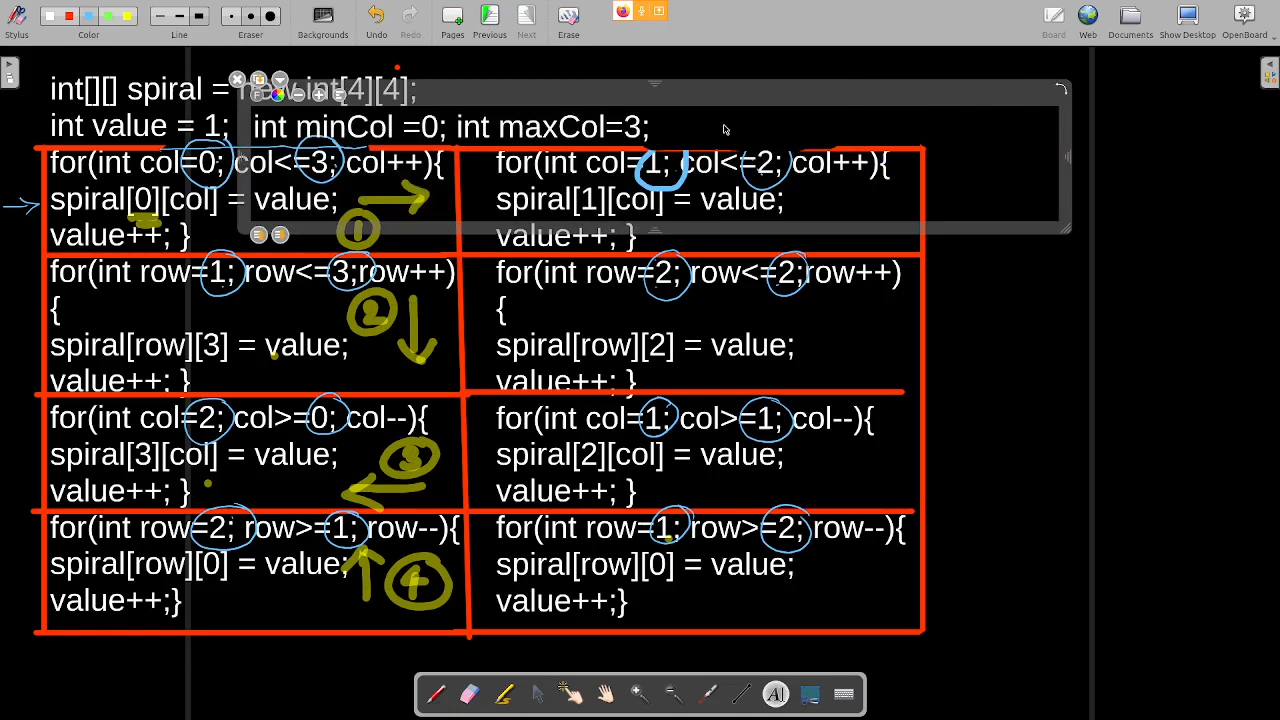 Stylus Color Line Eraser Backgrounds Undo Redo Pages Previous Next Erase Board Web Documents Show Desktop OpenBoard
int[][] spiral = new int[4][4];
int value = 1; int minCol =0; int maxCol=3;
for(int col=0; col<=3; col++){
spiral[0][col] = value;
value++; }
1
for(int row=1; row<=3;row++)
{
2
spiral[row][3] = value;
value++; }
for(int col=2; col>=0; col--){
spiral[3][col] = value;
3
value++; }
for(int row=2; row>=1; row--){
spiral[row][0] = value;
4
value++;}
for(int col=1; col<=2; col++){
spiral[1][col] = value;
value++; }
for(int row=2; row<=2;row++)
{
spiral[row][2] = value;
value++; }
for(int col=1; col>=1; col--){
spiral[2][col] = value;
value++; }
for(int row=1; row>=2; row--){
spiral[row][0] = value;
value++;}